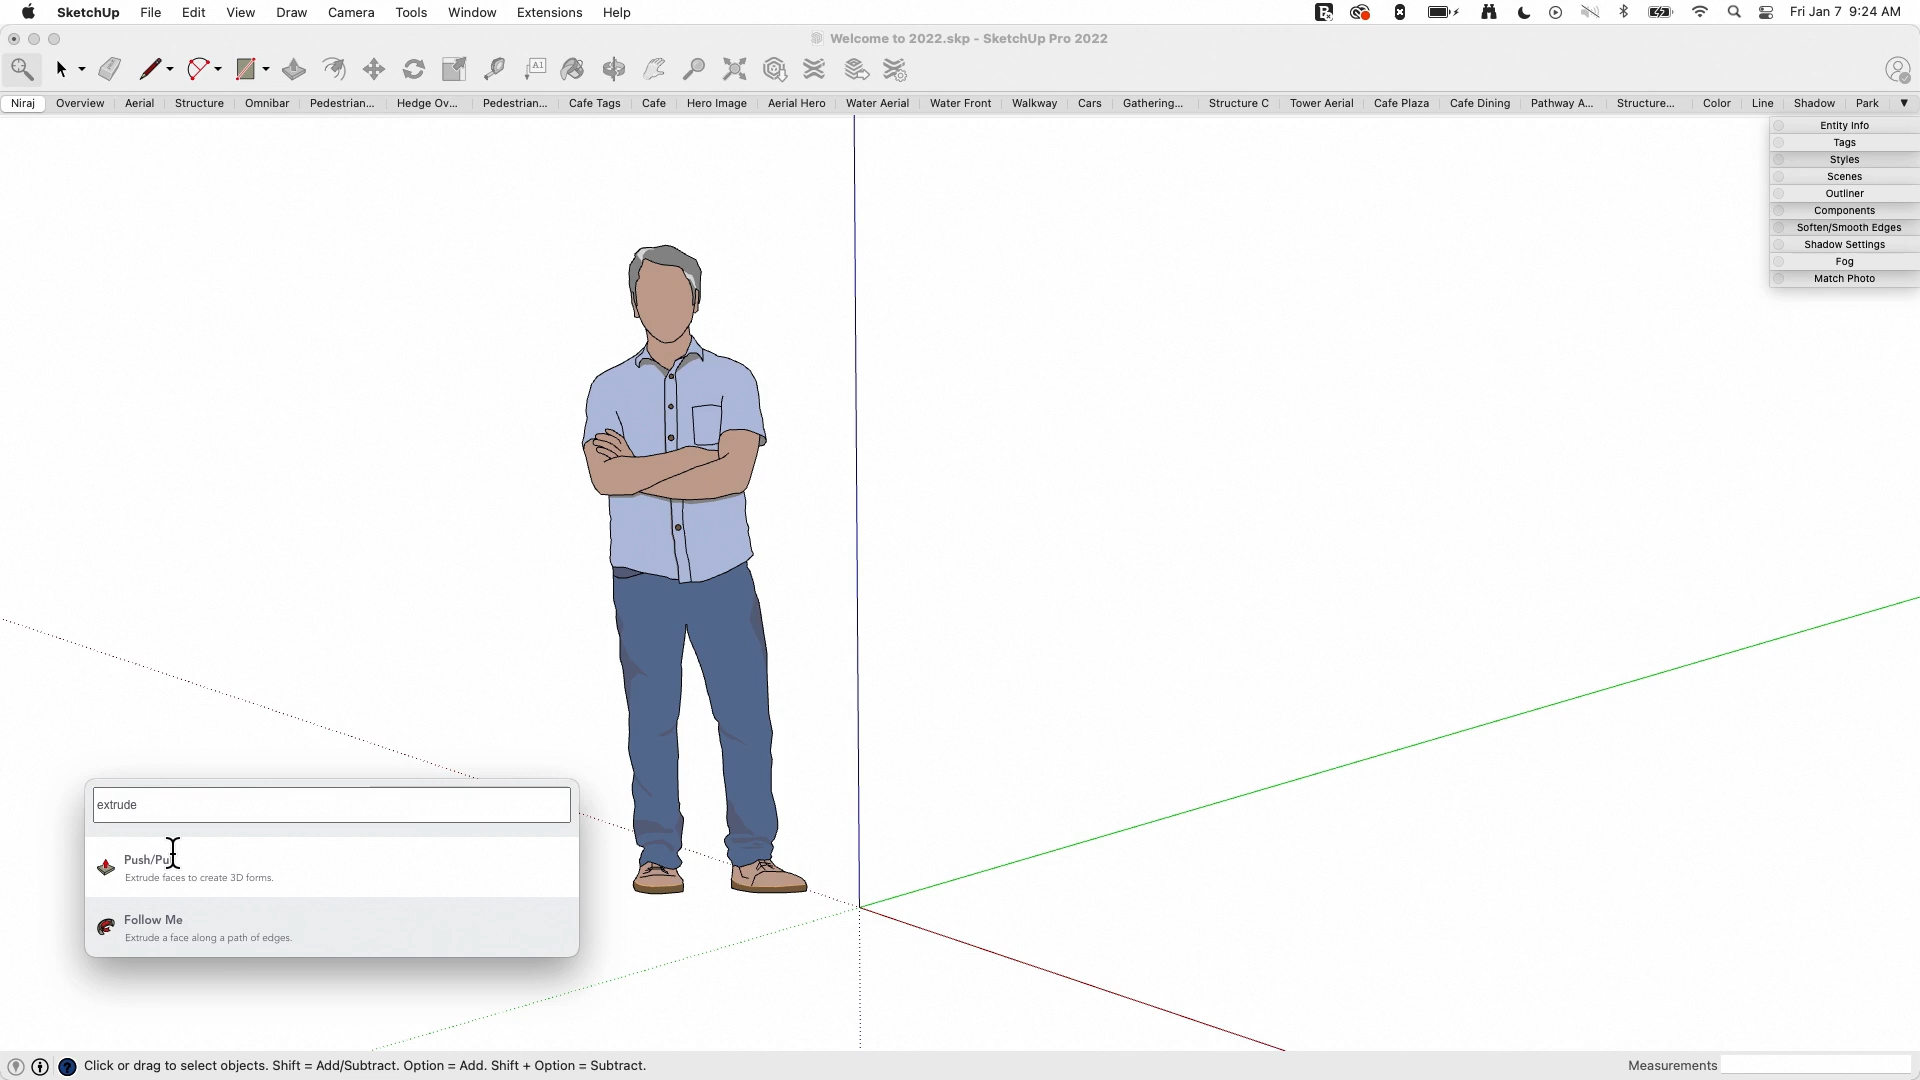 SketchUp File Edit View Draw Camera Tools Window Extensions Help Fri Jan 7 9:24 AM
Welcome to 2022.skp - SketchUp Pro 2022
A1
Niraj Overview Aerial Structure Omnibar Pedestrian... Hedge Ov... Pedestrian... Cafe Tags Cafe Hero Image Aerial Hero Water Aerial Water Front Walkway Cars Gathering... Structure C Tower Aerial Cafe Plaza Cafe Dining Pathway A... Structure... Color Line Shadow Park
Entity Info
Tags
Styles
Scenes
Outliner
Components
Soften/Smooth Edges
Shadow Settings
Fog
Match Photo
extrude
Extrude faces to create 3D forms.
Follow Me
Extrude a face along a path of edges.
Click or drag to select objects. Shift = Add/Subtract. Option = Add. Shift + Option = Subtract.
Measurements